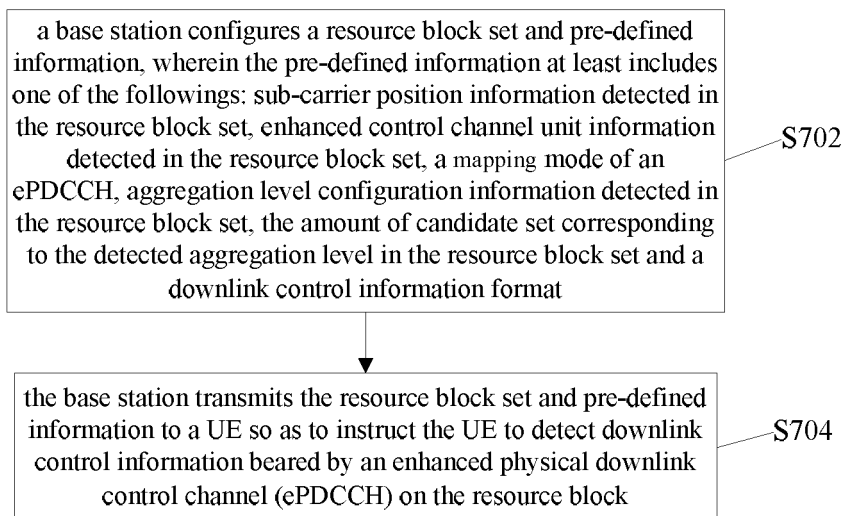 a base station configures a resource block set and pre-defined
information, wherein the pre-defined information at least includes
one of the followings: sub-carrier position information detected in
the resource block set, enhanced control channel unit information
detected in the resource block set, a mapping mode of an
ePDCCH, aggregation level configuration information detected in
the resource block set, the amount of candidate set corresponding
to the detected aggregation level in the resource block set and a
downlink control information format
S702
the base station transmits the resource block set and pre-defined
information to a UE so as to instruct the UE to detect downlink
control information beared by an enhanced physical downlink
control channel (ePDCCH) on the resource block
S704